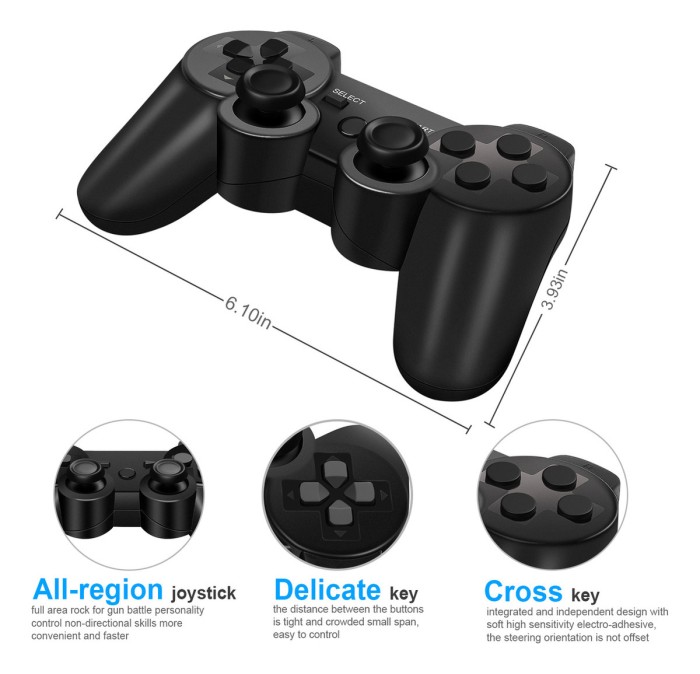 SELECT
6.10in
3.93in
All-region joystick
full area rock for gun battle personality
control non-directional skills more
convenient and faster
Delicate key
the distance between the buttons
is tight and crowded small span,
easy to control
Cross key
integrated and independent design with
soft high sensitivity electro-adhesive,
the steering orientation is not offset